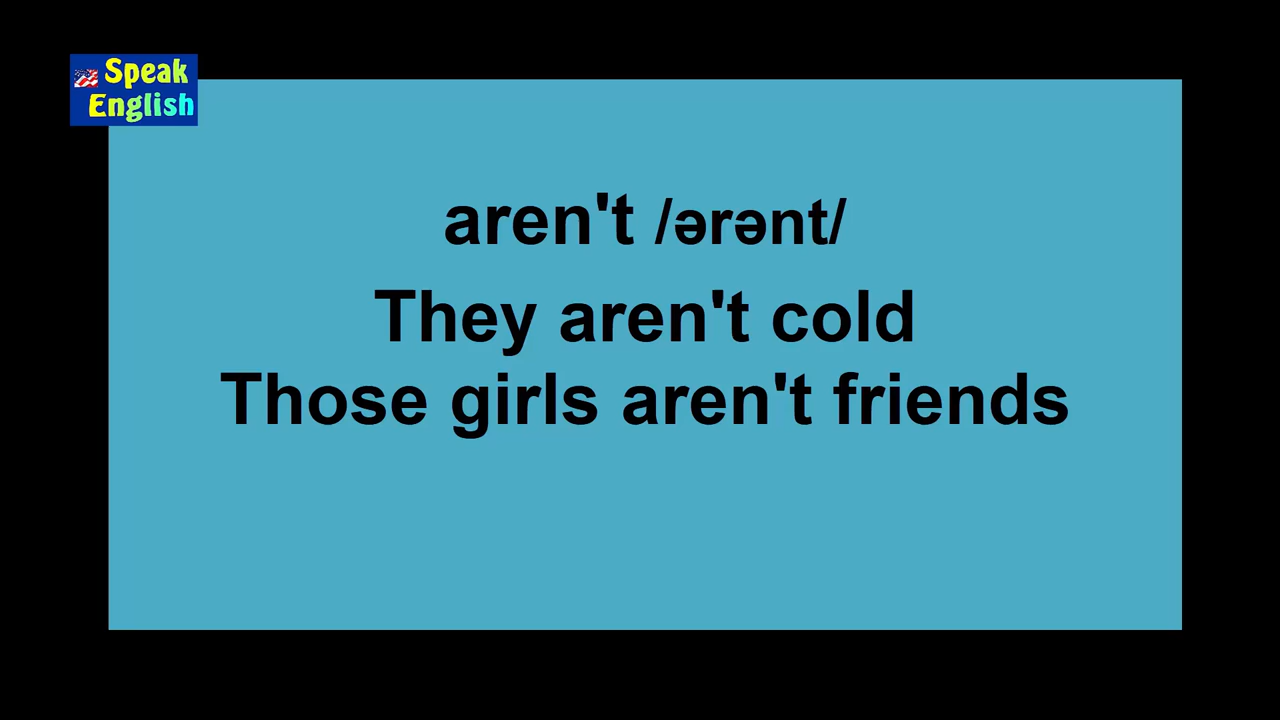 Speak
English
aren't /ərənt/
They aren't cold
Those girls aren't friends